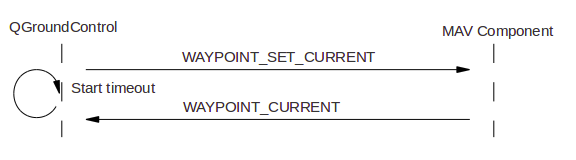 QGroundControl
MAV Component
WAYPOINT_SET_CURRENT
Start timeout
WAYPOINT_CURRENT